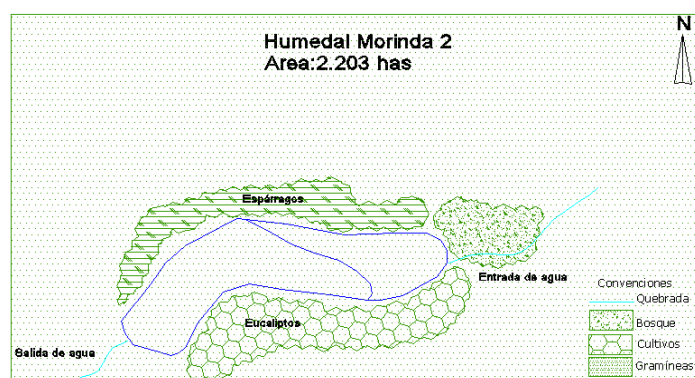 Humedal Morinda 2
Area:2.203 has
N
Espárragos
Entrada de agua
Eucaliptos
Salida de agua
Convenciones
Quebrada
Bosque
Cultivos
Gramíneas